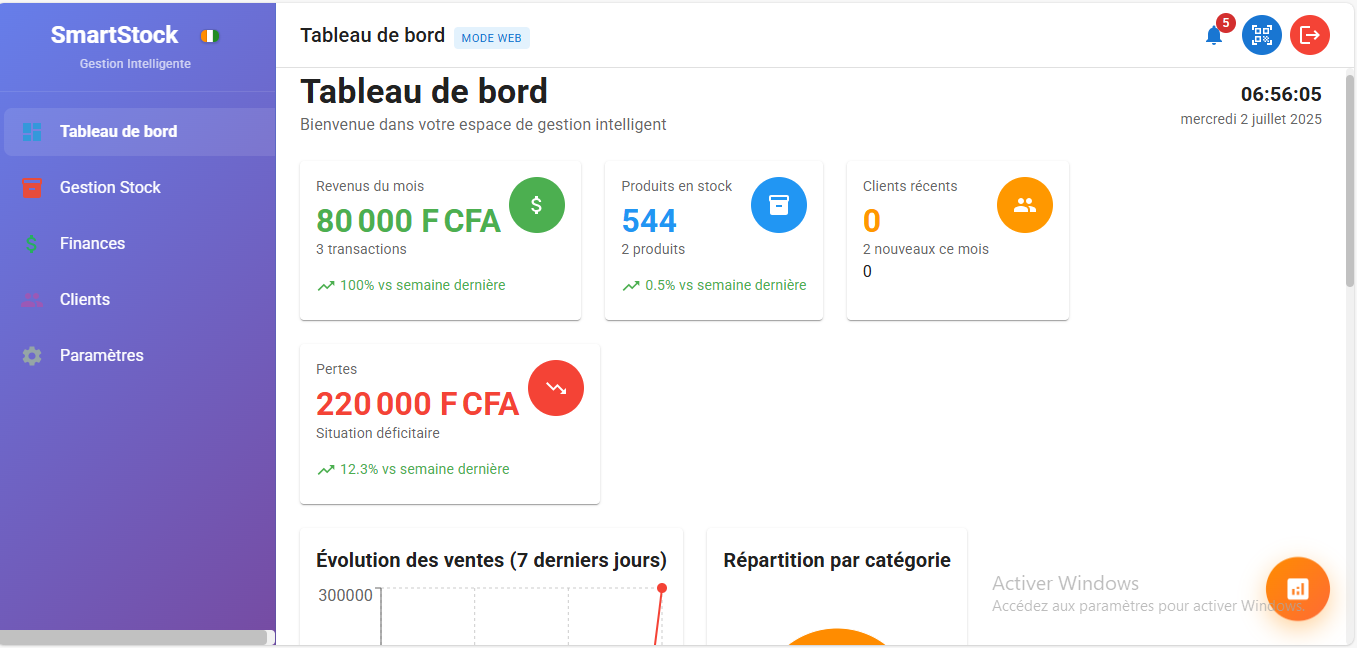 SmartStock
Gestion Intelligente
Tableau de bord
Gestion Stock
Finances
Clients
Paramètres
Tableau de bord MODE WEB
5
Tableau de bord
Bienvenue dans votre espace de gestion intelligent
06:56:05
mercredi 2 juillet 2025
Revenus du mois
80 000 F CFA
3 transactions
100% vs semaine dernière
Produits en stock
544
2 produits
0.5% vs semaine dernière
Clients récents
0
2 nouveaux ce mois
0
Pertes
220 000 F CFA
Situation déficitaire
12.3% vs semaine dernière
Évolution des ventes (7 derniers jours)
300000
Répartition par catégorie
Activer Windows
Accédez aux paramètres pour activer Windows.